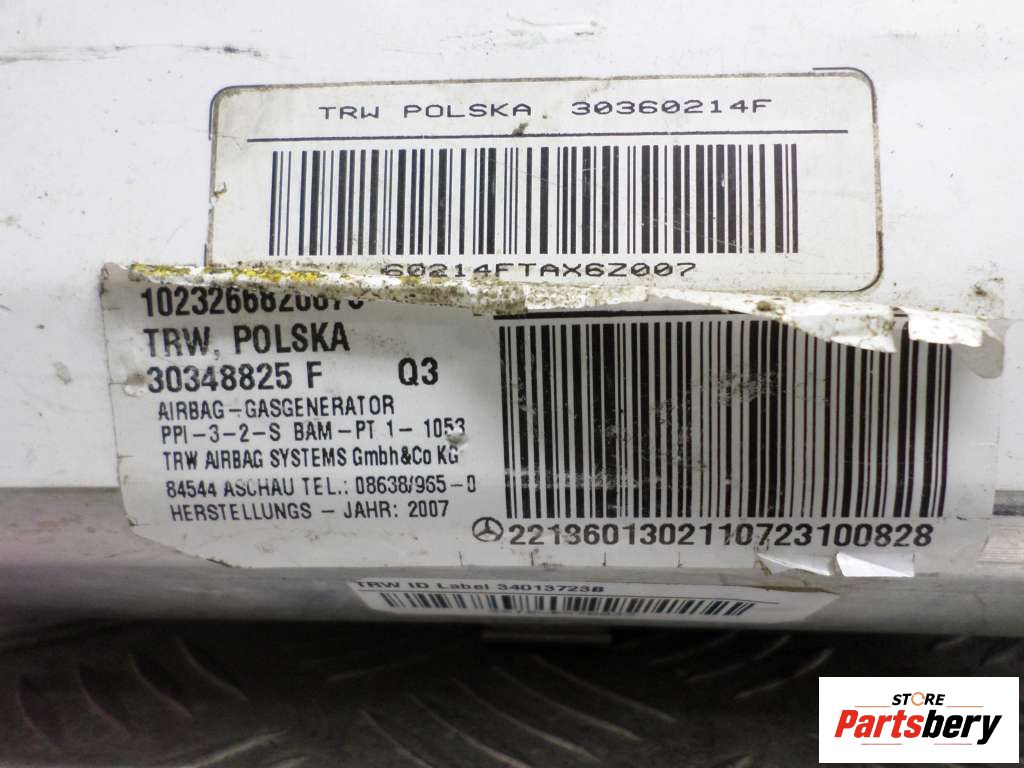 TRW POLSKA 30360214F
60214FTAX6Z007
TRW, POLSKA
30348825 F Q3
AIRBAG-GASGENERATOR
PPI-3-2-S BAM-PT 1-1053
TRW AIRBAG SYSTEMS Gmbh&Co KG
84544 ASCHAU TEL.: 08638/965-0
HERSTELLUNGS - JAHR: 2007
2213601302110723100828
TRW ID Label 34013723B
STORE
Partsbery